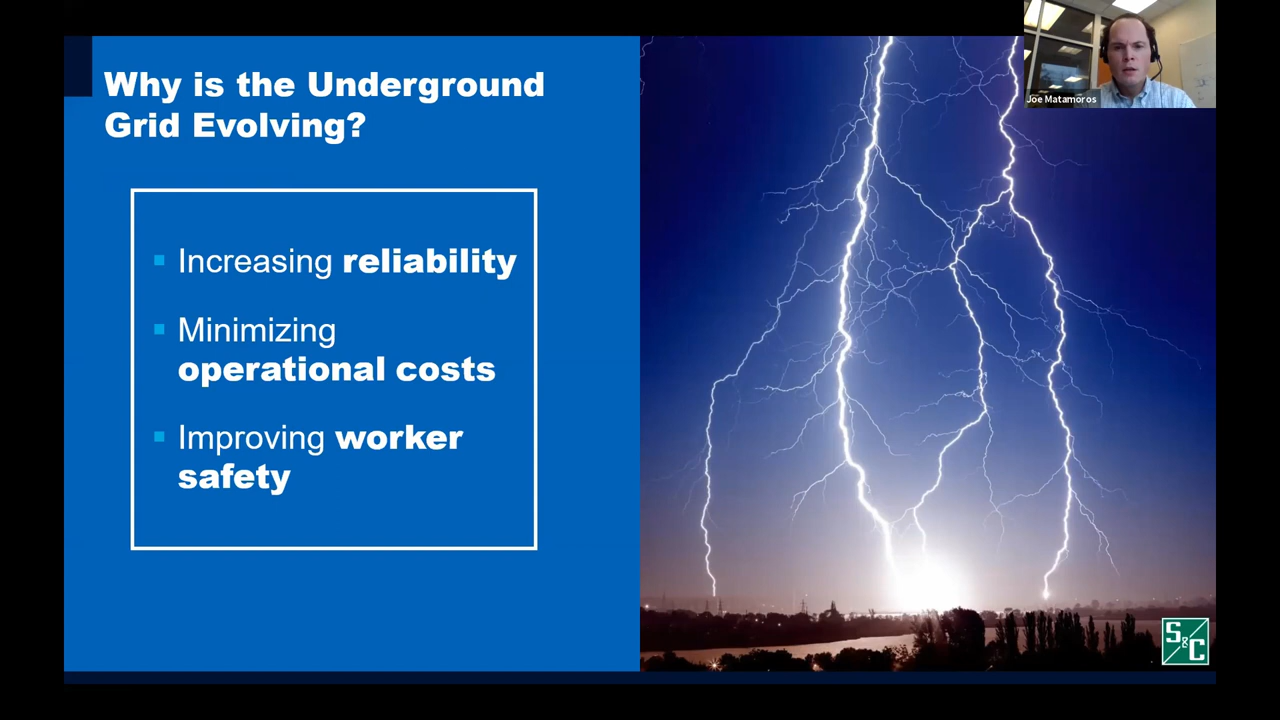 Why is the Underground
Grid Evolving?
Increasing reliability
Minimizing
operational costs
Improving worker
safety
Joe Matamoros
S&C